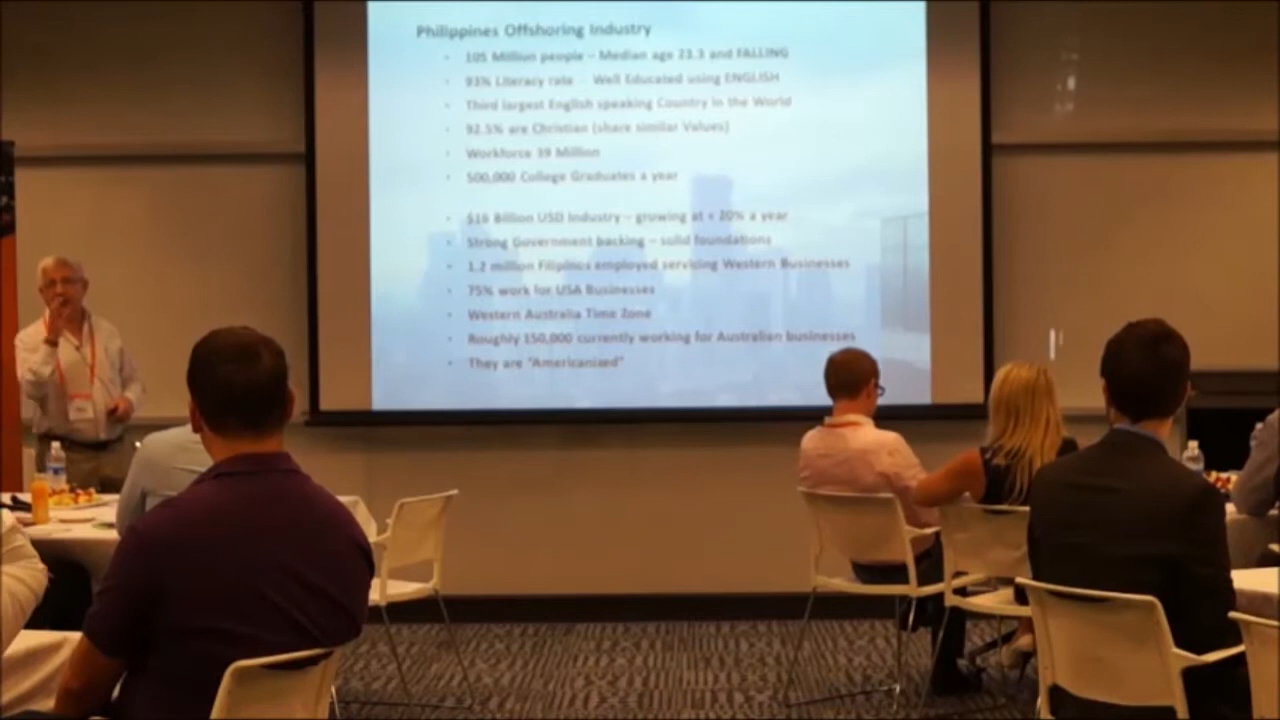 Philippines Offshoring Industry
105 Million people – Median age 23.3 and FALLING
93% Literacy rate Well Educated using ENGLISH
Third largest English speaking Country in the World
92.5% are Christian (share similar Values)
Workforce 39 Million
500,000 College Graduates a year
$16 Billion USD Industry – growing at + 20% a year
Strong Government backing – solid foundations
1.2 million Filipinos employed servicing Western Businesses
75% work for USA Businesses
Western Australia Time Zone
Roughly 150,000 currently working for Australian businesses
They are "Americanized"